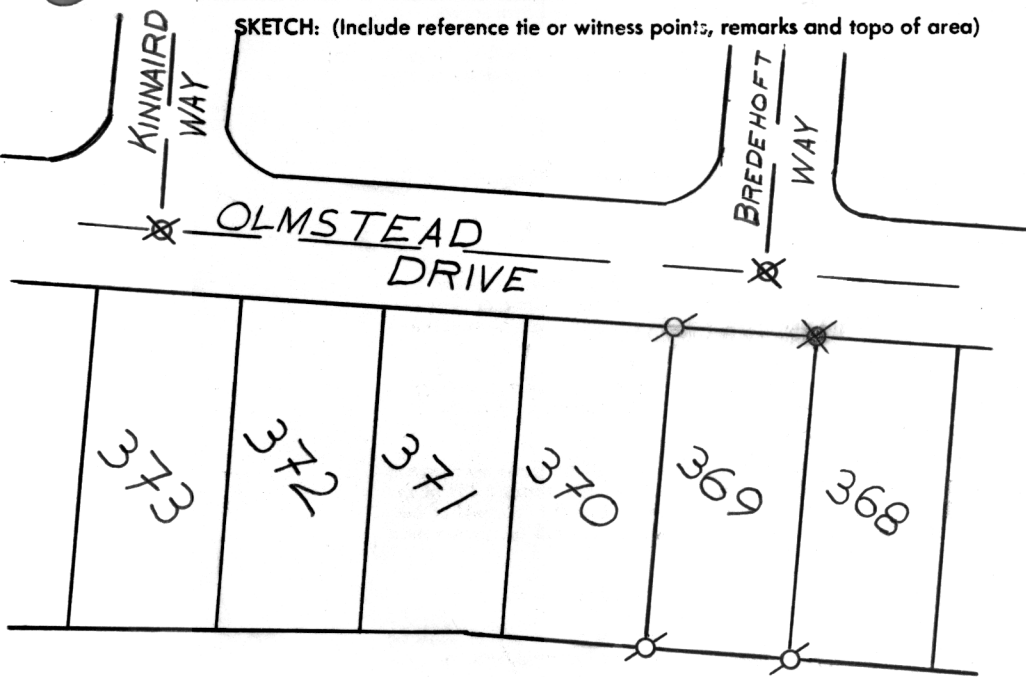 SKETCH: (Include reference tie or witness points, remarks and topo of area)
KINNAIRD
WAY
BREDEHOFT
WAY
OLMSTEAD
DRIVE
373
372
371
370
369
368